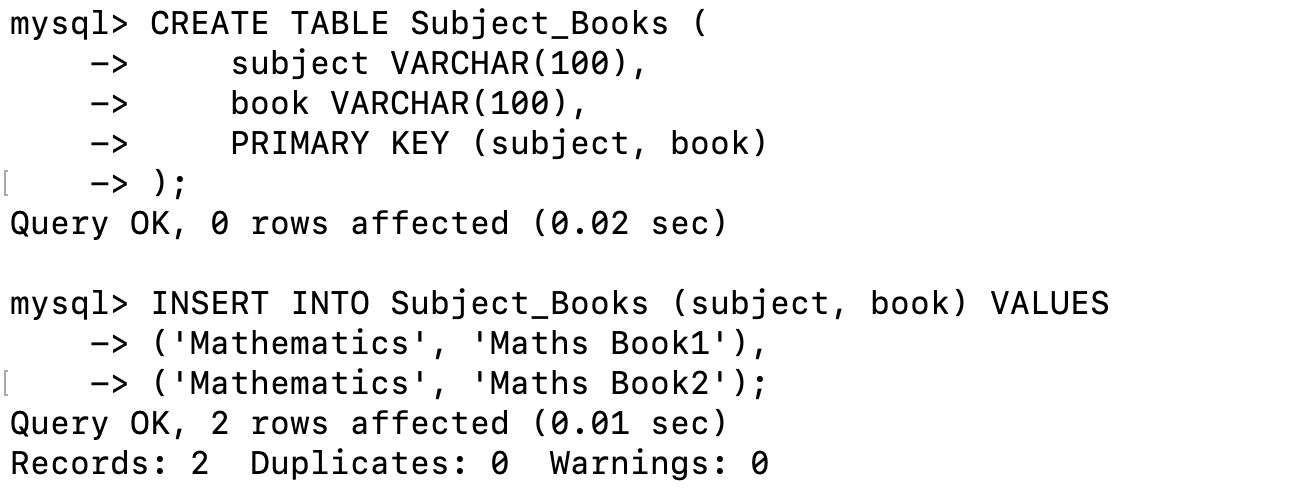 mysql> CREATE TABLE Subject_Books (
    ->     subject VARCHAR(100),
    ->     book VARCHAR(100),
    ->     PRIMARY KEY (subject, book)
[    -> );
Query OK, 0 rows affected (0.02 sec)

mysql> INSERT INTO Subject_Books (subject, book) VALUES
    -> ('Mathematics', 'Maths Book1'),
[    -> ('Mathematics', 'Maths Book2');
Query OK, 2 rows affected (0.01 sec)
Records: 2  Duplicates: 0  Warnings: 0